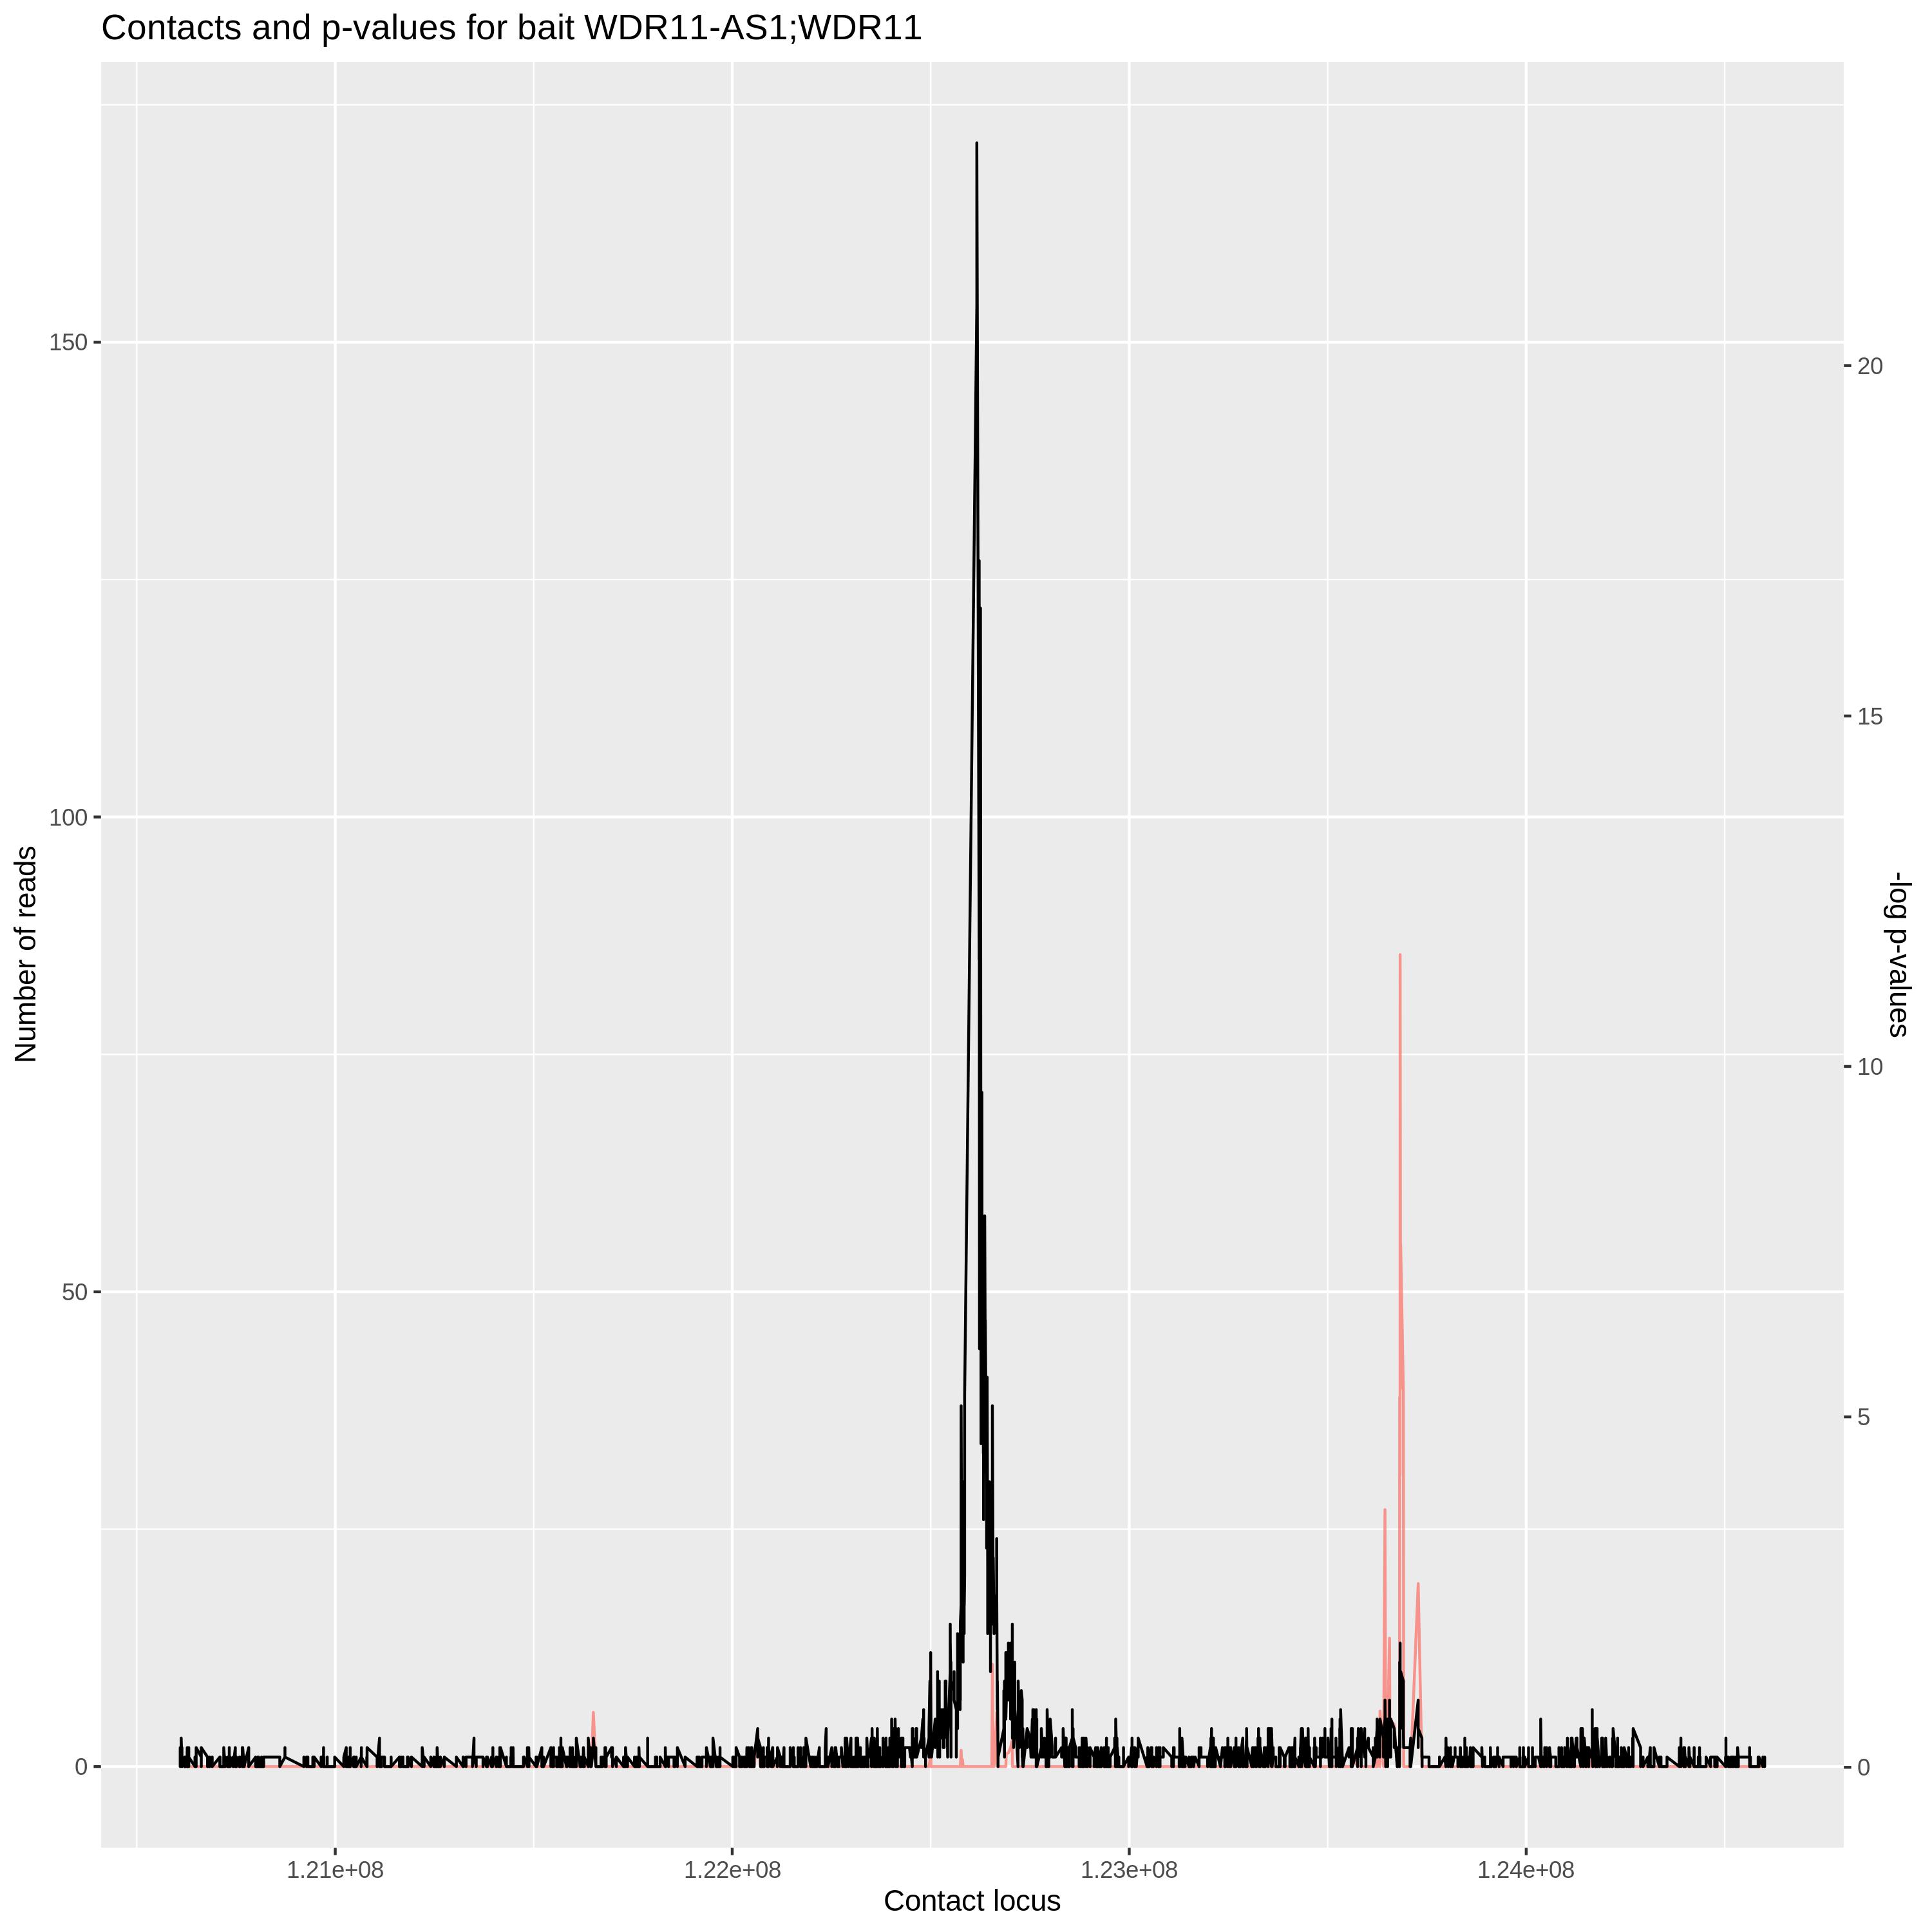 Contacts and p-values for bait WDR11-AS1;WDR11
150
100
50
0
Number of reads
20
15
10
5
0
-log p-values
1.21e+08
1.22e+08
1.23e+08
1.24e+08
Contact locus